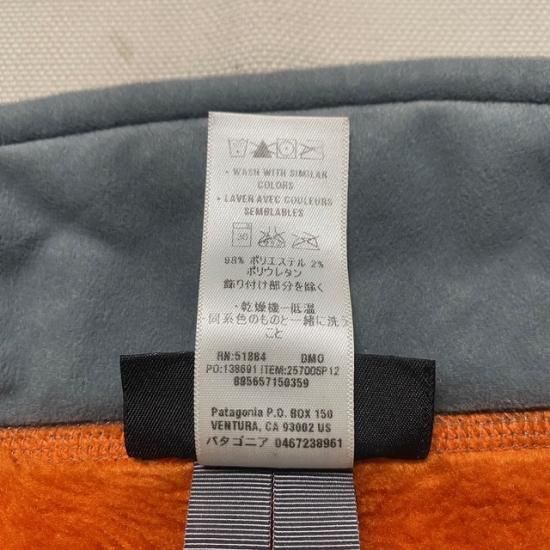 • WASH WITH SIMILAR
COLORS
• LAVER AVEC COULEURS
SEMBLABLES
30
98% ポリエステル 2%
ポリウレタン
飾り付け部分を除く
・乾燥機ー低温
・同系色のものと一緒に洗う
こと
RN:51884 DMO
PO:138691 ITEM:25700SP12
885657150359
Patagonia P.O. BOX 150
VENTURA, CA 93002 US
パタゴニア 0467238961